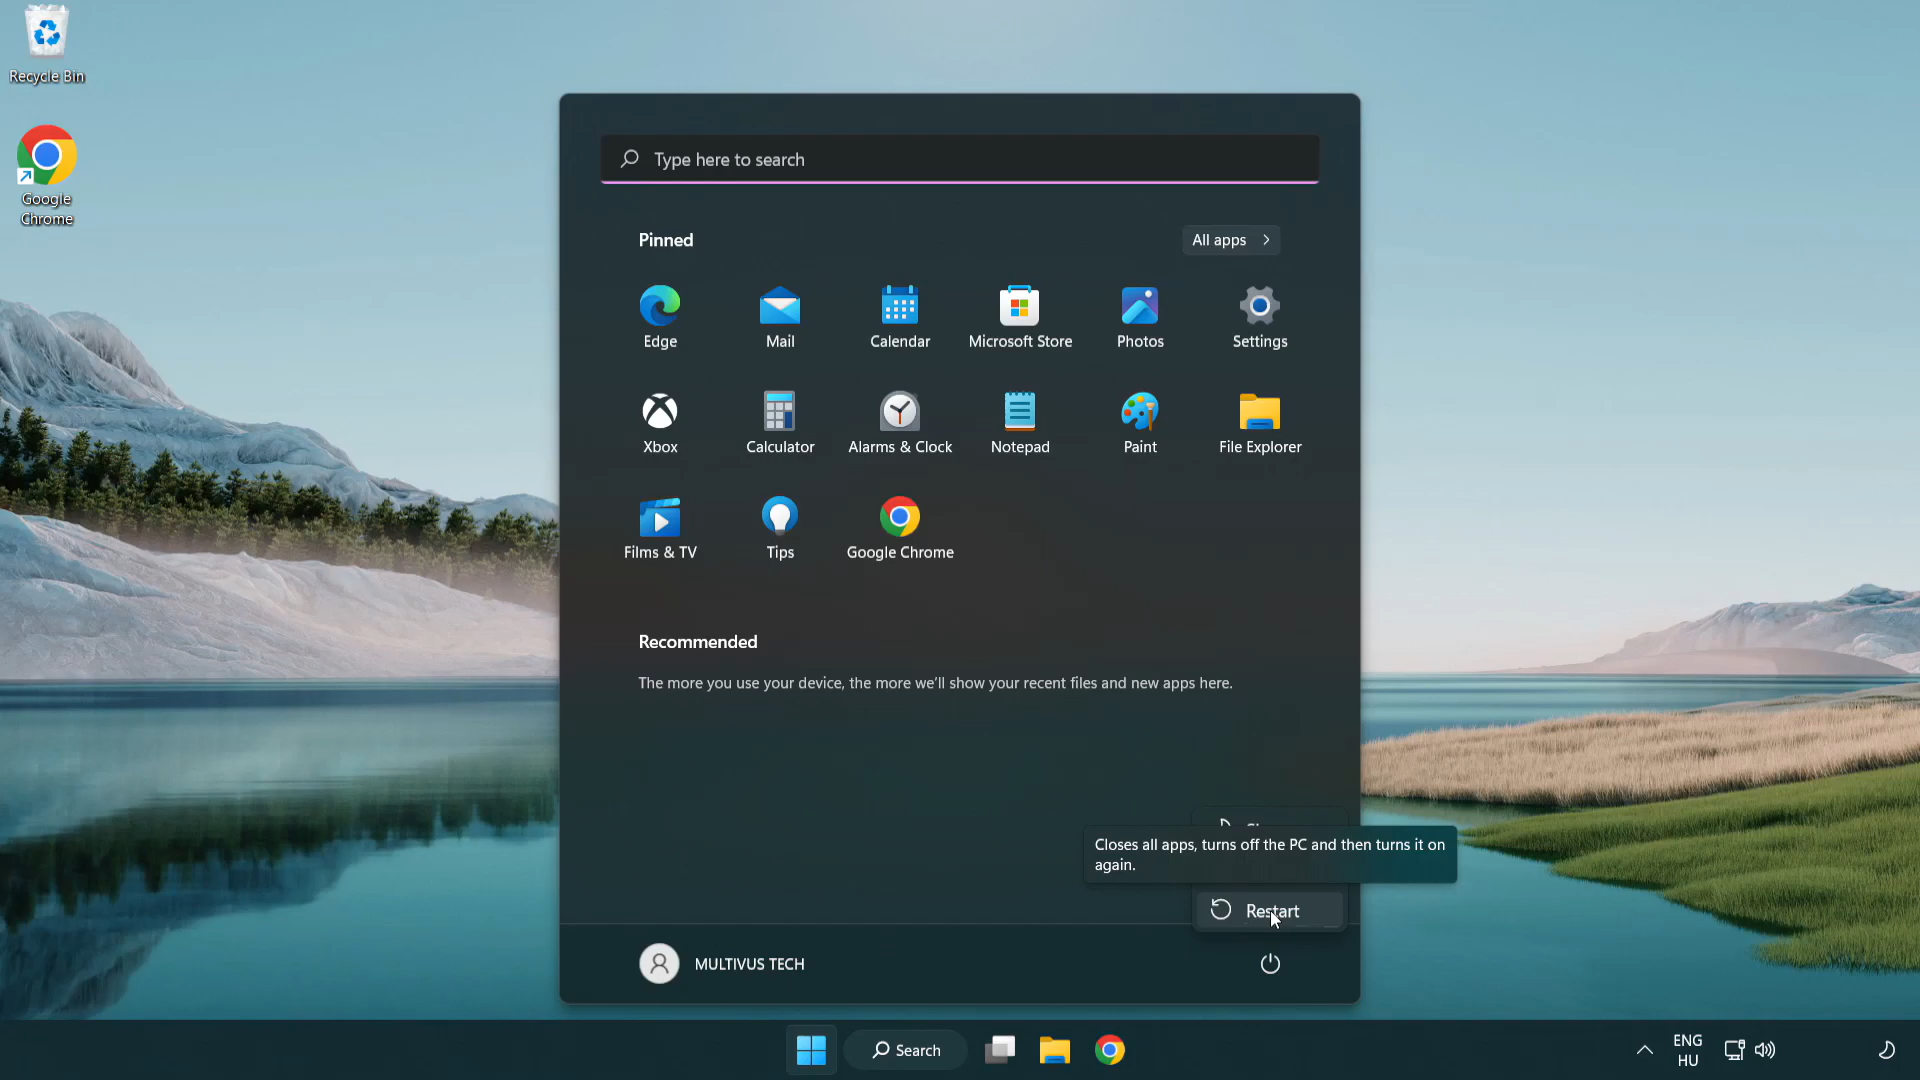 Recycle Bin
Google
Chrome
Type here to search
Pinned
All apps
Edge
Mail
Calendar
Microsoft Store
Photos
Settings
Xbox
Calculator
Alarms & Clock
Notepad
Paint
File Explorer
Films & TV
Tips
Google Chrome
Recommended
The more you use your device, the more we'll show your recent files and new apps here.
Closes all apps, turns off the PC and then turns it on
again.
Restart
MULTIVUS TECH
Search
ENG
HU